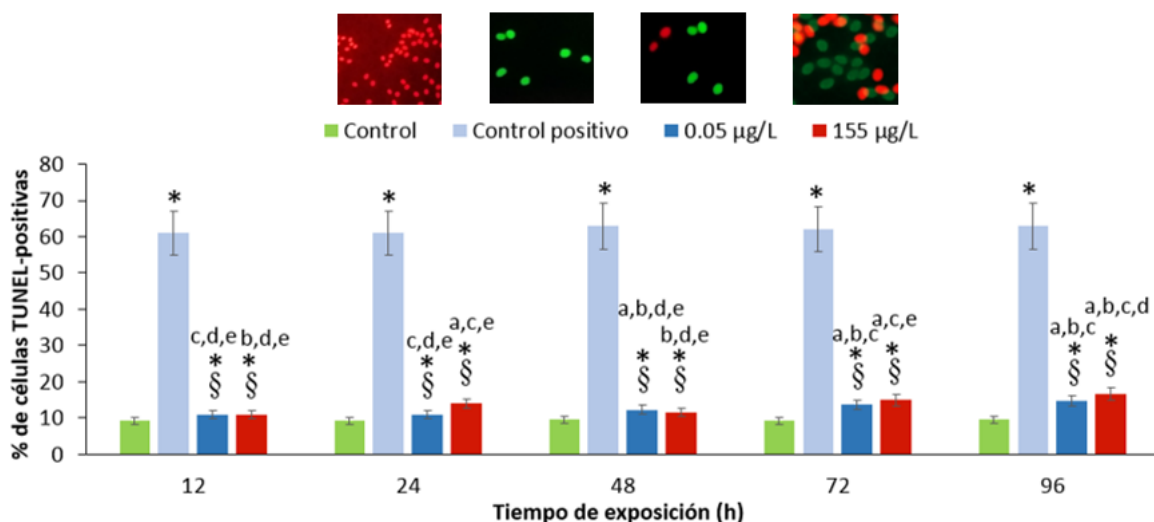 Control Control positivo 0.05 µg/L 155 µg/L
% de células TUNEL-positivas
80
70
60
50
40
30
20
10
0
* * * * *
c,d,e b,d,e c,d,e a,c,e a,b,d,e b,d,e a,b,c a,c,e a,b,c a,b,c,d
* * * * * * * * * *
§ § § § § § § § § §
12 24 48 72 96
Tiempo de exposición (h)